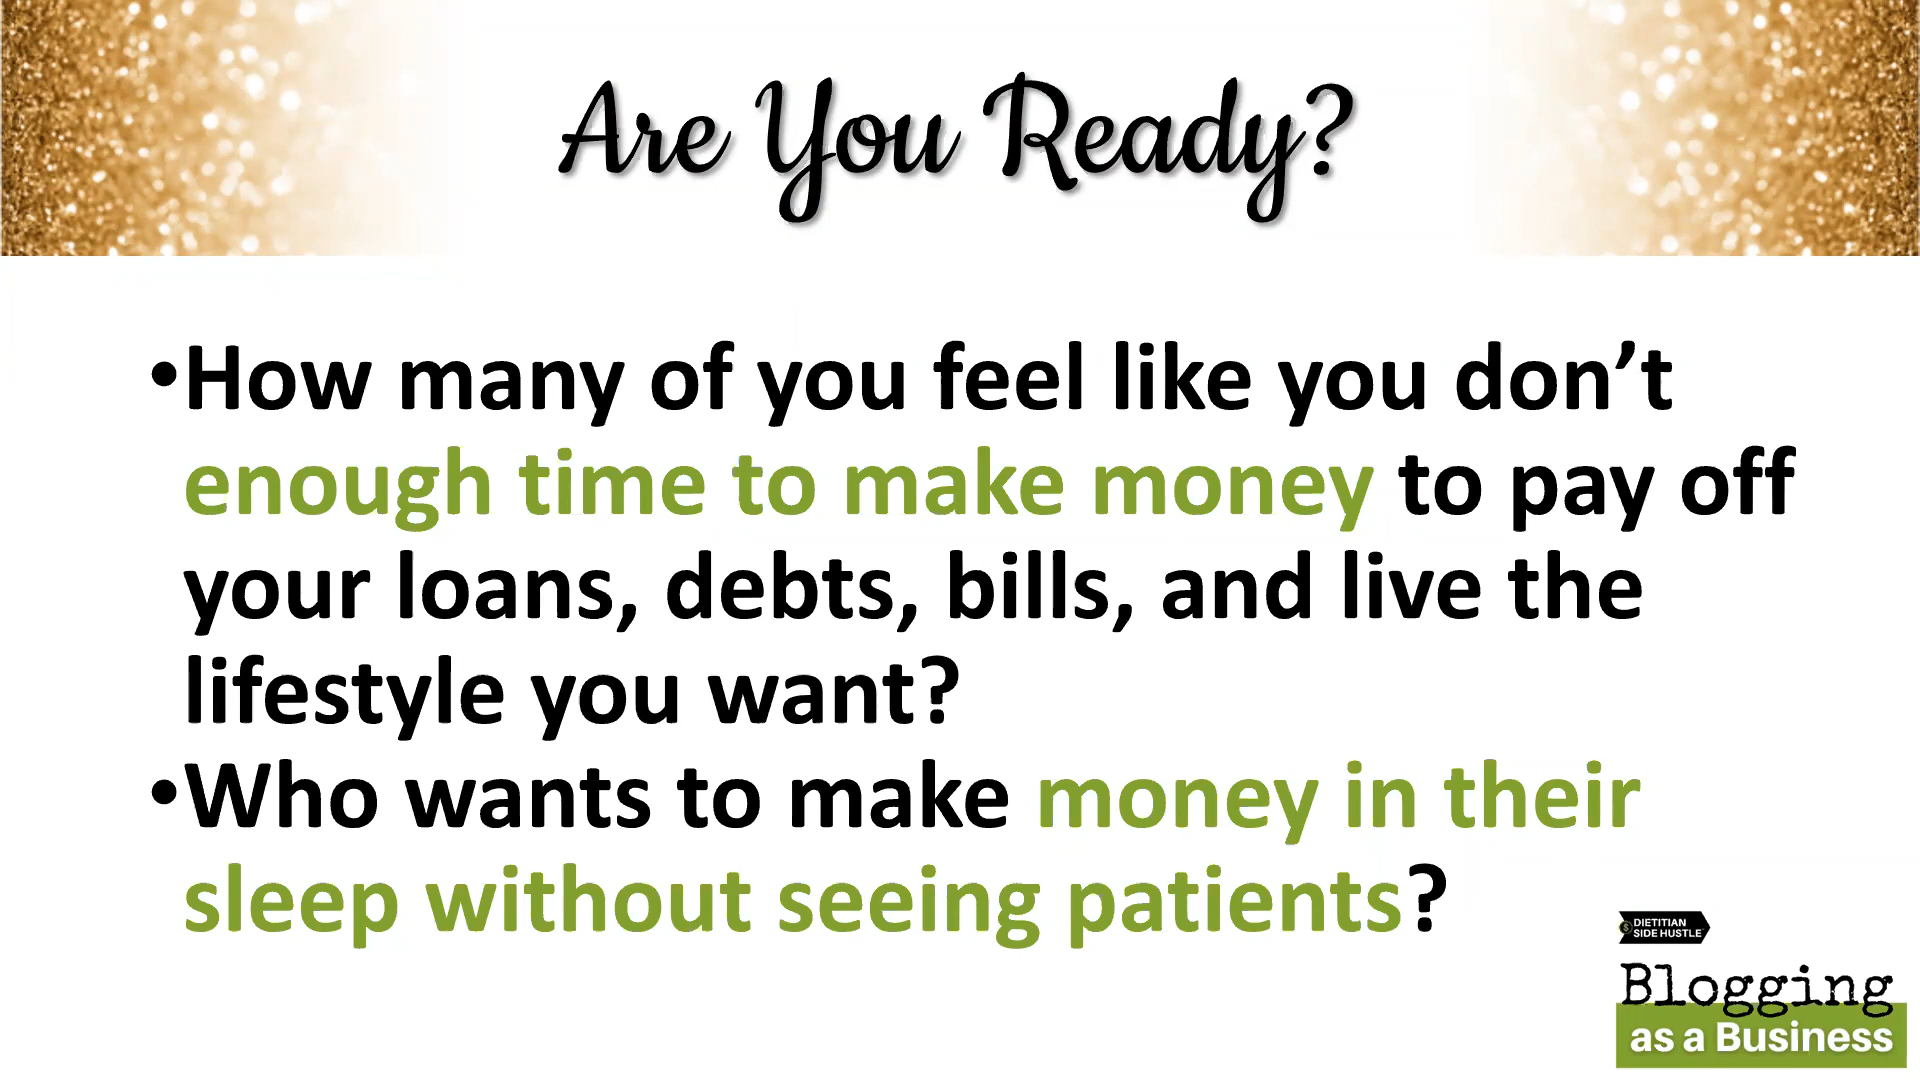 Are You Ready?
•How many of you feel like you don’t
enough time to make money to pay off
your loans, debts, bills, and live the
lifestyle you want?
•Who wants to make money in their
sleep without seeing patients?
$ DIETITIAN
SIDE HUSTLE
Blogging
as a Business